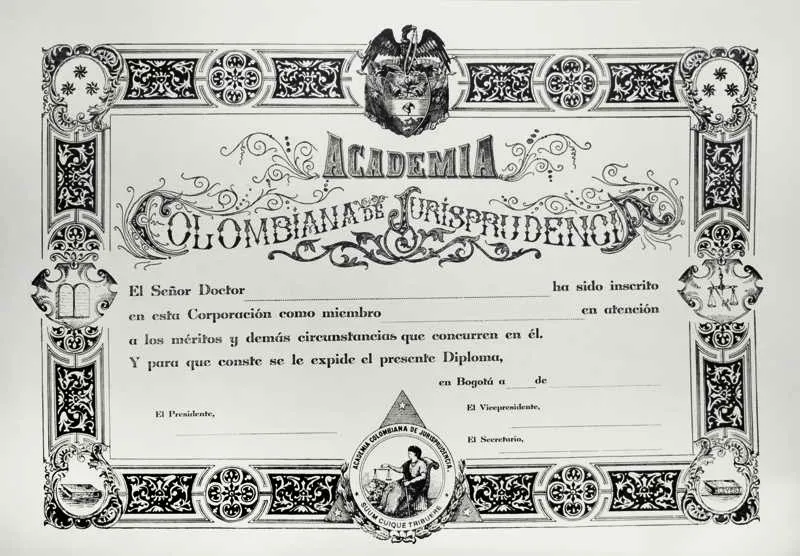 ACADEMIA
COLOMBIANA DE JURISPRUDENCIA
El Señor Doctor ha sido inscrito
en esta Corporación como miembro en atención
a los méritos y demás circunstancias que concurren en él.
Y para que conste se le expide el presente Diploma,
en Bogotá a de
El Presidente,
El Vicepresidente,
El Secretario,
ACADEMIA COLOMBIANA DE JURISPRUDENCIA.
SUUM CUIQUE TRIBUERE